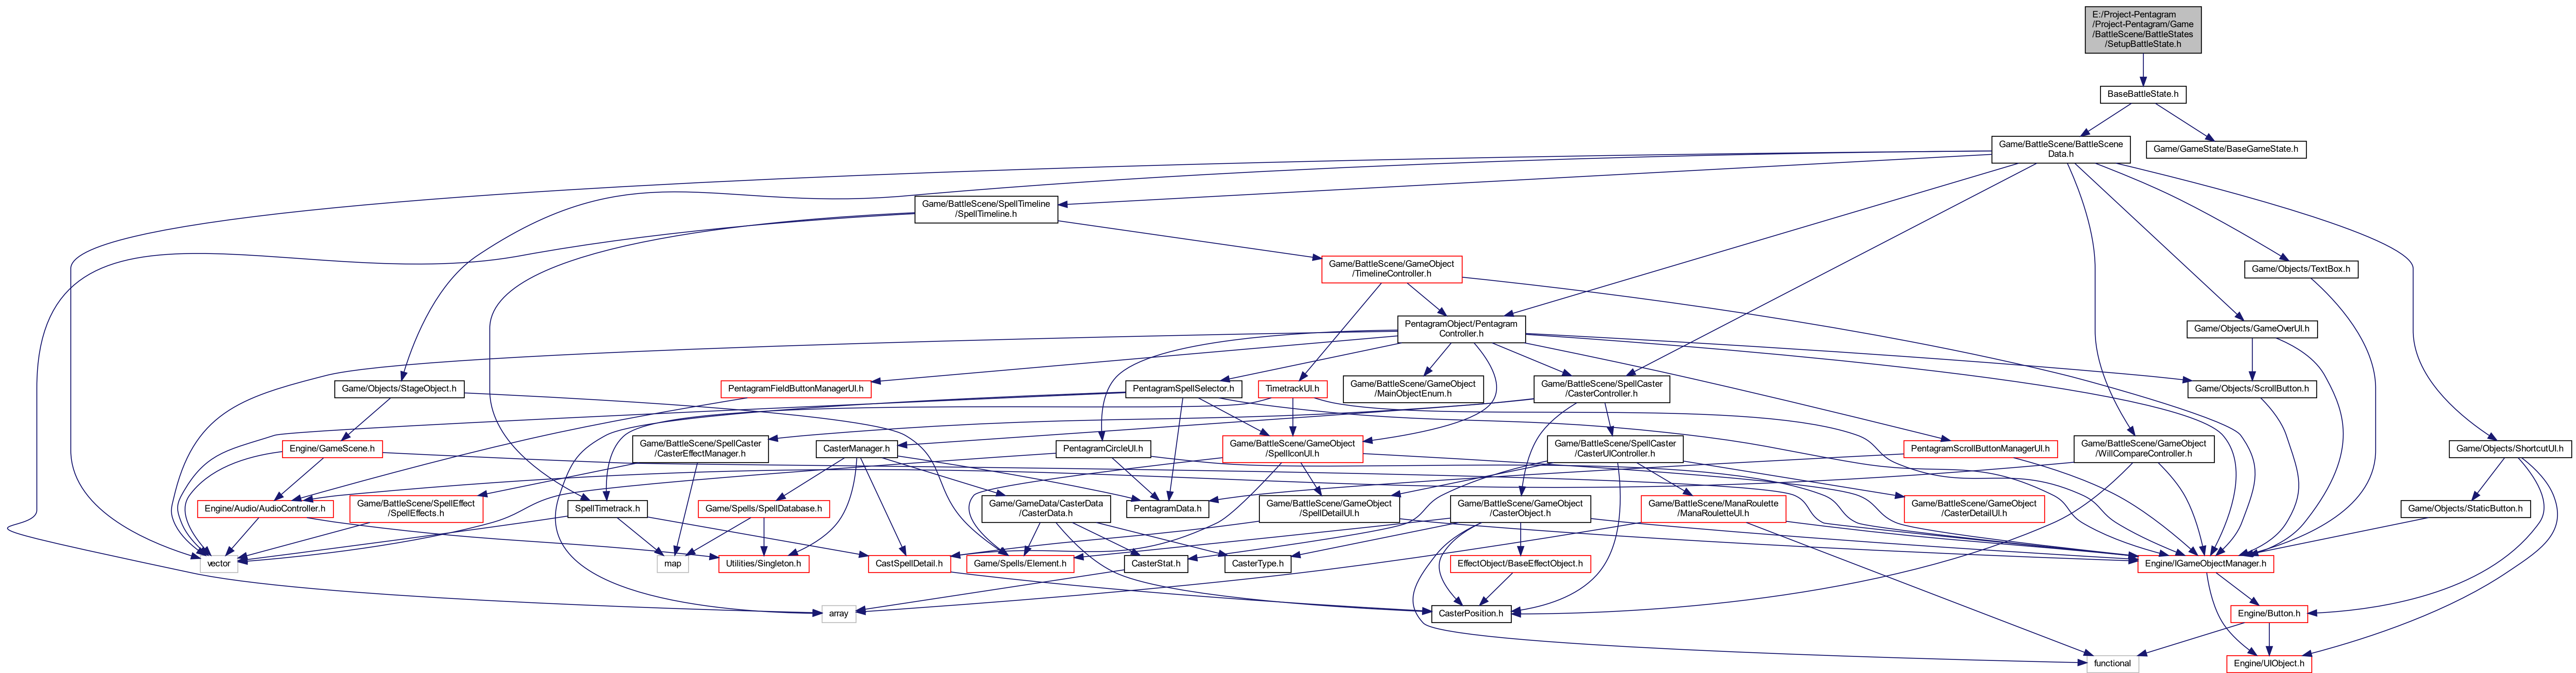 E:/Project-Pentagram
/Project-Pentagram/Game
/BattleScene/BattleStates
/SetupBattleState.h
BaseBattleState.h
Game/BattleScene/BattleScene
Data.h
Game/GameState/BaseGameState.h
Game/BattleScene/SpellTimeline
/SpellTimeline.h
Game/BattleScene/GameObject
/TimelineController.h
Game/Objects/TextBox.h
PentagramObject/Pentagram
Controller.h
Game/Objects/GameOverUI.h
Game/Objects/StageObject.h
PentagramFieldButtonManagerUI.h
PentagramSpellSelector.h
TimetrackUI.h
Game/BattleScene/GameObject
/MainObjectEnum.h
Game/BattleScene/SpellCaster
/CasterController.h
Game/Objects/ScrollButton.h
Engine/GameScene.h
Game/BattleScene/SpellCaster
/CasterEffectManager.h
CasterManager.h
PentagramCircleUI.h
Game/BattleScene/GameObject
/SpellIconUI.h
Game/BattleScene/SpellCaster
/CasterUIController.h
PentagramScrollButtonManagerUI.h
Game/BattleScene/GameObject
/WillCompareController.h
Game/Objects/ShortcutUI.h
Engine/Audio/AudioController.h
Game/BattleScene/SpellEffect
/SpellEffects.h
SpellTimetrack.h
Game/Spells/SpellDatabase.h
Game/GameData/CasterData
/CasterData.h
PentagramData.h
Game/BattleScene/GameObject
/SpellDetailUI.h
Game/BattleScene/GameObject
/CasterObject.h
Game/BattleScene/ManaRoulette
/ManaRouletteUI.h
Game/BattleScene/GameObject
/CasterDetailUI.h
Game/Objects/StaticButton.h
vector
map
Utilities/Singleton.h
CastSpellDetail.h
Game/Spells/Element.h
CasterStat.h
CasterType.h
EffectObject/BaseEffectObject.h
Engine/IGameObjectManager.h
array
CasterPosition.h
Engine/Button.h
functional
Engine/UIObject.h